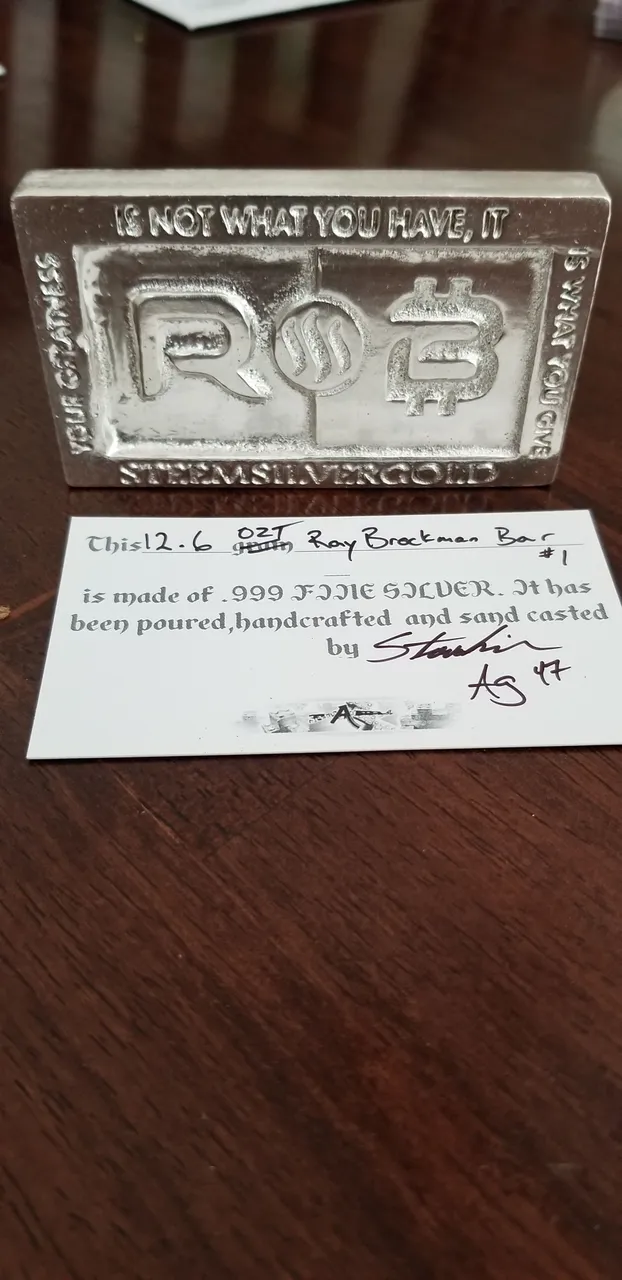 YOUR GREATNESS
IS NOT WHAT YOU HAVE, IT
IS WHAT YOU GIVE
R B
STEEMSILVERGOLD
This 12.6 OZT gram Ray Brockman Bar
#1
is made of .999 FINE SILVER. It has
been poured,handcrafted and sand casted
by
Ag 47